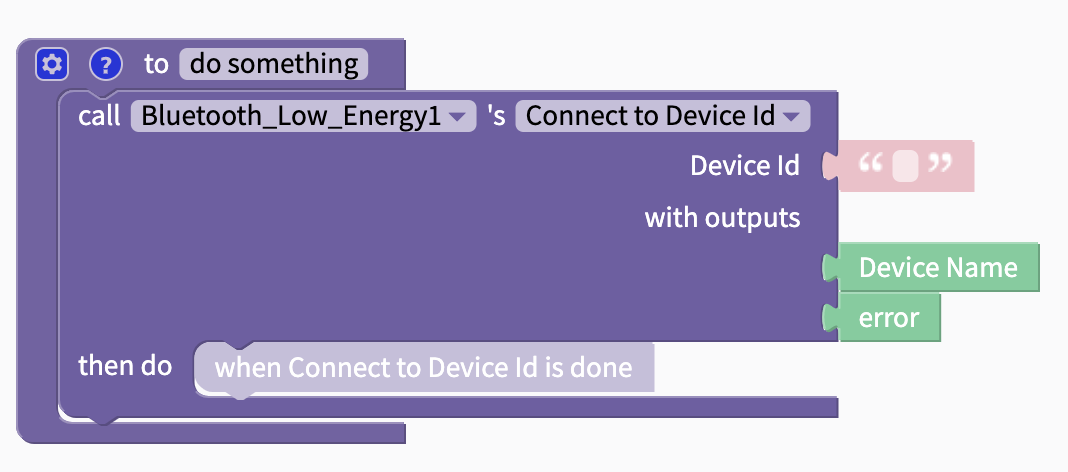 ? to do something
call Bluetooth_Low_Energy1 's Connect to Device Id
Device Id “ ”
with outputs
Device Name
error
then do when Connect to Device Id is done